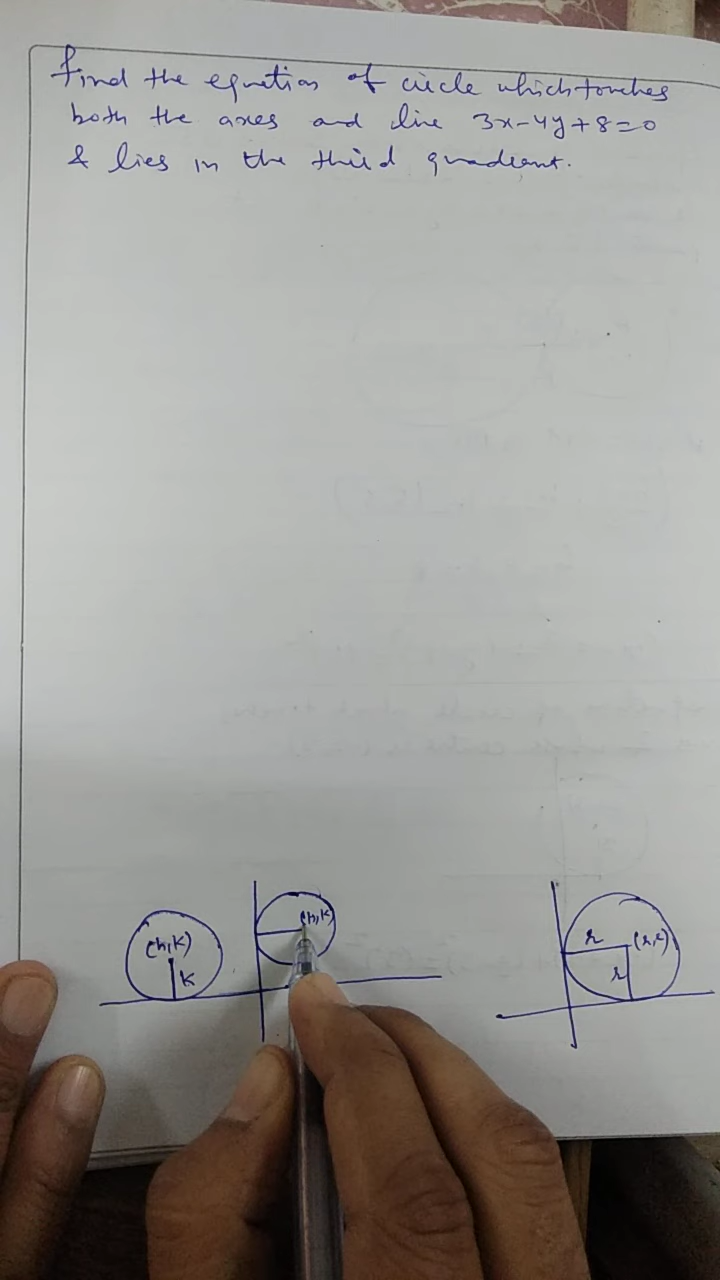 Find the equation of circle which touches
both the axes and line 3x-4y+8=0
& lies in the third quadrant.
(h,k)
k
(h,k)
r
(r,r)
r